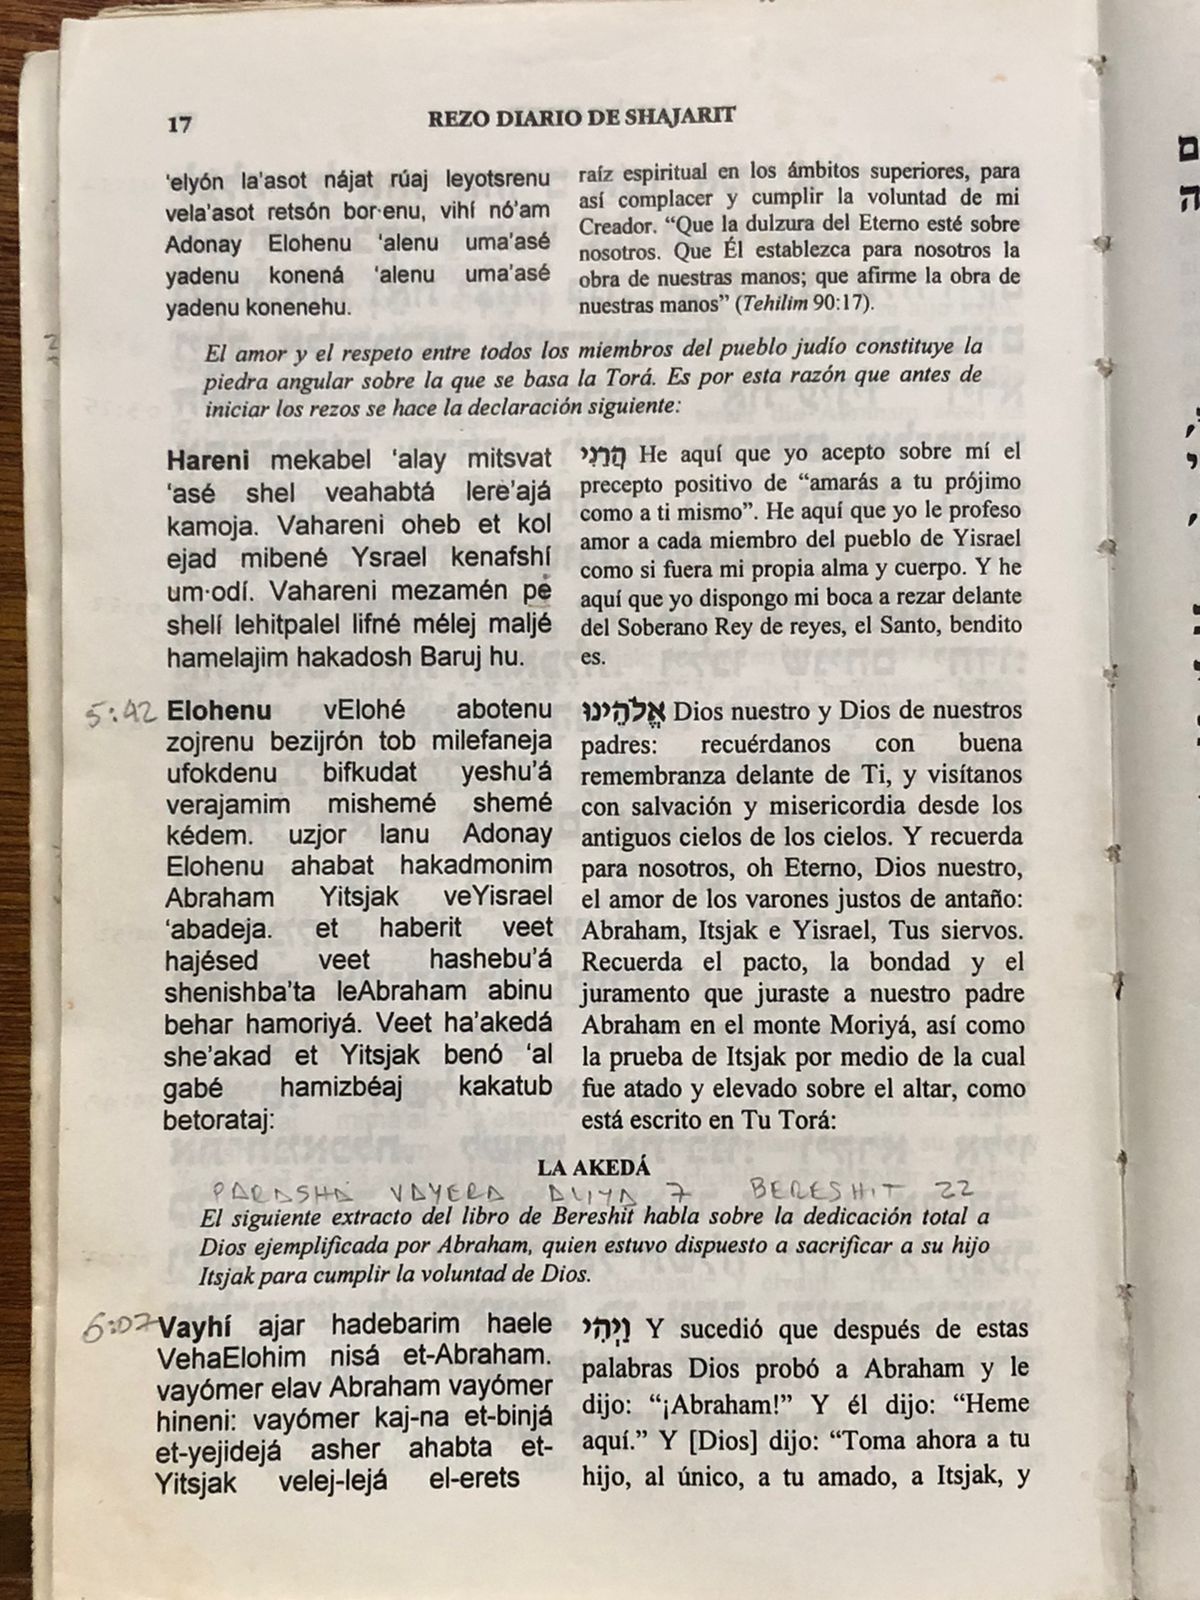 17
REZO DIARIO DE SHAJARIT
‘elyón la’asot nájat rúaj leyotsrenu
vela’asot retsón bor·enu, vihí nó’am
Adonay Elohenu ‘alenu uma’asé
yadenu konená ‘alenu uma’asé
yadenu konenehu.
raíz espiritual en los ámbitos superiores, para
así complacer y cumplir la voluntad de mi
Creador. “Que la dulzura del Eterno esté sobre
nosotros. Que Él establezca para nosotros la
obra de nuestras manos; que afirme la obra de
nuestras manos” (Tehilim 90:17).
El amor y el respeto entre todos los miembros del pueblo judío constituye la
piedra angular sobre la que se basa la Torá. Es por esta razón que antes de
iniciar los rezos se hace la declaración siguiente:
Hareni mekabel ‘alay mitsvat
‘asé shel veahabtá lere’ajá
kamoja. Vahareni oheb et kol
ejad mibené Ysrael kenafshí
um·odí. Vahareni mezamén pé
shelí lehitpalel lifné mélej maljé
hamelajim hakadosh Baruj hu.
הֲרֵנִי He aquí que yo acepto sobre mí el
precepto positivo de “amarás a tu prójimo
como a ti mismo”. He aquí que yo le profeso
amor a cada miembro del pueblo de Yisrael
como si fuera mi propia alma y cuerpo. Y he
aquí que yo dispongo mi boca a rezar delante
del Soberano Rey de reyes, el Santo, bendito
es.
5:42
Elohenu vElohé abotenu
zojrenu bezijrón tob milefaneja
ufokdenu bifkudat yeshu’á
verajamim mishemé shemé
kédem. uzjor lanu Adonay
Elohenu ahabat hakadmonim
Abraham Yitsjak veYisrael
‘abadeja. et haberit veet
hajésed veet hashebu’á
shenishba’ta leAbraham abinu
behar hamoriyá. Veet ha’akedá
she’akad et Yitsjak benó ‘al
gabé hamizbéaj kakatub
betorataj:
אֱלֹהֵינוּ Dios nuestro y Dios de nuestros
padres: recuérdanos con buena
remembranza delante de Ti, y visítanos
con salvación y misericordia desde los
antiguos cielos de los cielos. Y recuerda
para nosotros, oh Eterno, Dios nuestro,
el amor de los varones justos de antaño:
Abraham, Itsjak e Yisrael, Tus siervos.
Recuerda el pacto, la bondad y el
juramento que juraste a nuestro padre
Abraham en el monte Moriyá, así como
la prueba de Itsjak por medio de la cual
fue atado y elevado sobre el altar, como
está escrito en Tu Torá:
LA AKEDÁ
PARASHA VAYERA ALIYA 7 BERESHIT 22
El siguiente extracto del libro de Bereshit habla sobre la dedicación total a
Dios ejemplificada por Abraham, quien estuvo dispuesto a sacrificar a su hijo
Itsjak para cumplir la voluntad de Dios.
6:07
Vayhí ajar hadebarim haele
VehaElohim nisá et-Abraham.
vayómer elav Abraham vayómer
hineni: vayómer kaj-na et-binjá
et-yejidejá asher ahabta et-
Yitsjak velej-lejá el-erets
וַיְהִי Y sucedió que después de estas
palabras Dios probó a Abraham y le
dijo: “¡Abraham!” Y él dijo: “Heme
aquí.” Y [Dios] dijo: “Toma ahora a tu
hijo, al único, a tu amado, a Itsjak, y